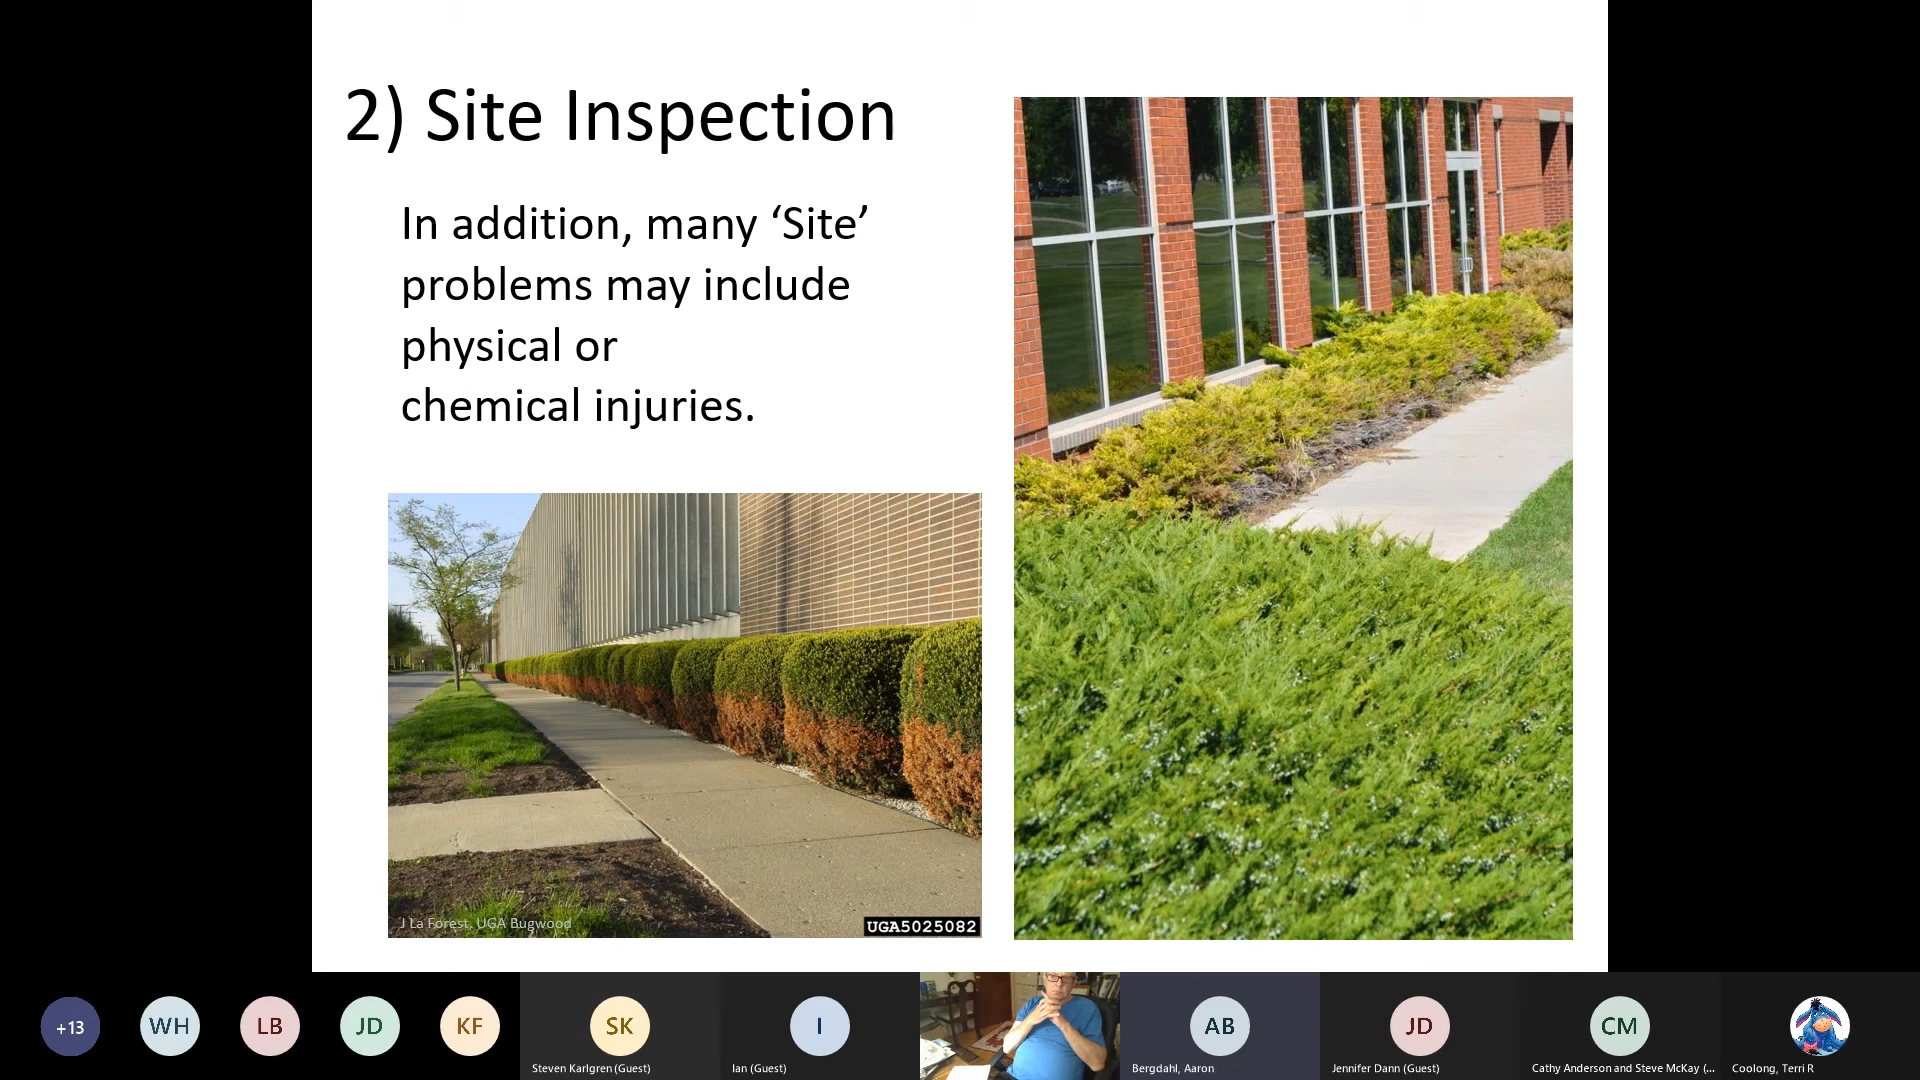 2) Site Inspection
In addition, many ‘Site’
problems may include
physical or
chemical injuries.
J La Forest, UGA Bugwood
UGA5025082
+13
WH
LB
JD
KF
SK
Steven Karlgren (Guest)
I
Ian (Guest)
AB
Bergdahl, Aaron
JD
Jennifer Dann (Guest)
CM
Cathy Anderson and Steve McKay (...
Coolong, Terri R